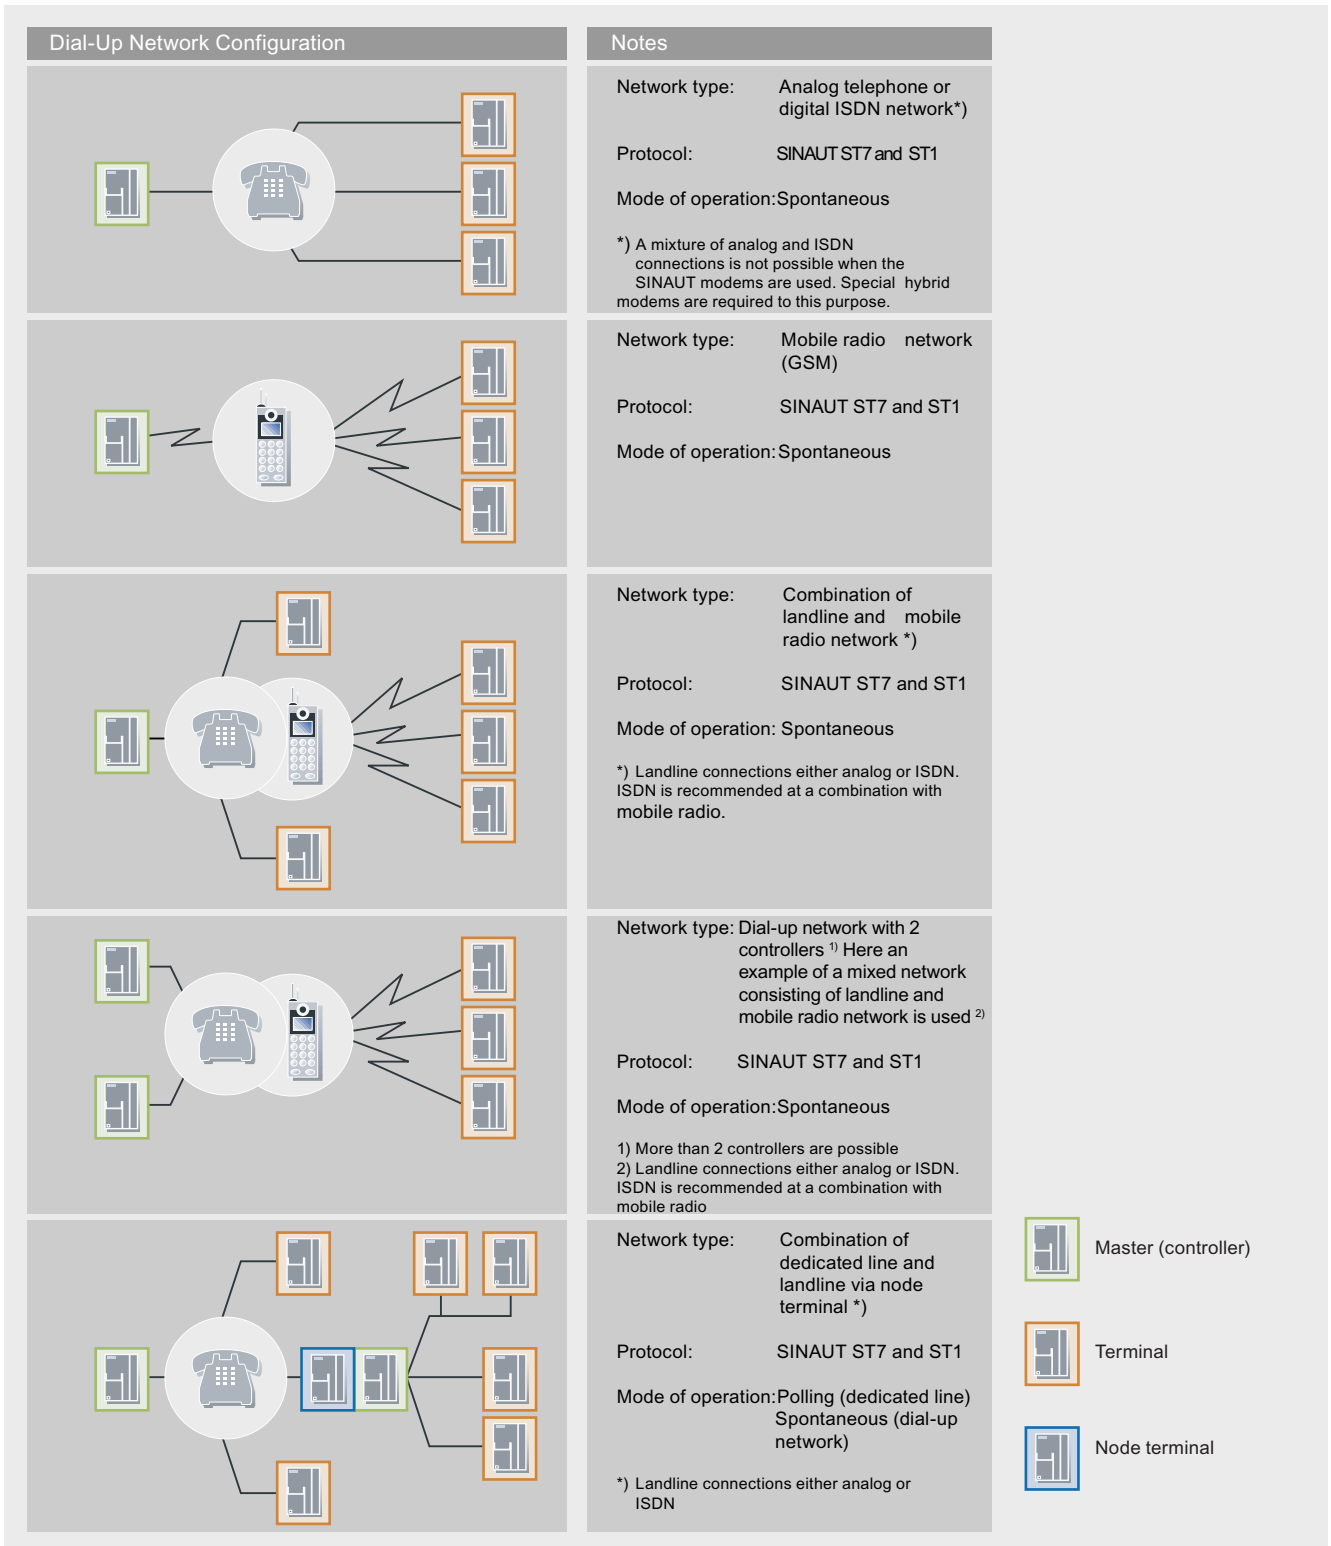 Dial-Up Network Configuration
Notes
Network type: Analog telephone or
digital ISDN network*)
Protocol: SINAUT ST7 and ST1
Mode of operation: Spontaneous
*) A mixture of analog and ISDN
connections is not possible when the
SINAUT modems are used. Special hybrid
modems are required to this purpose.
Network type: Mobile radio network
(GSM)
Protocol: SINAUT ST7 and ST1
Mode of operation: Spontaneous
Network type: Combination of
landline and mobile
radio network *)
Protocol: SINAUT ST7 and ST1
Mode of operation: Spontaneous
*) Landline connections either analog or ISDN.
ISDN is recommended at a combination with
mobile radio.
Network type: Dial-up network with 2
controllers 1) Here an
example of a mixed network
consisting of landline and
mobile radio network is used 2)
Protocol: SINAUT ST7 and ST1
Mode of operation: Spontaneous
1) More than 2 controllers are possible
2) Landline connections either analog or ISDN.
ISDN is recommended at a combination with
mobile radio
Network type: Combination of
dedicated line and
landline via node
terminal *)
Protocol: SINAUT ST7 and ST1
Mode of operation: Polling (dedicated line)
Spontaneous (dial-up
network)
*) Landline connections either analog or
ISDN
Master (controller)
Terminal
Node terminal